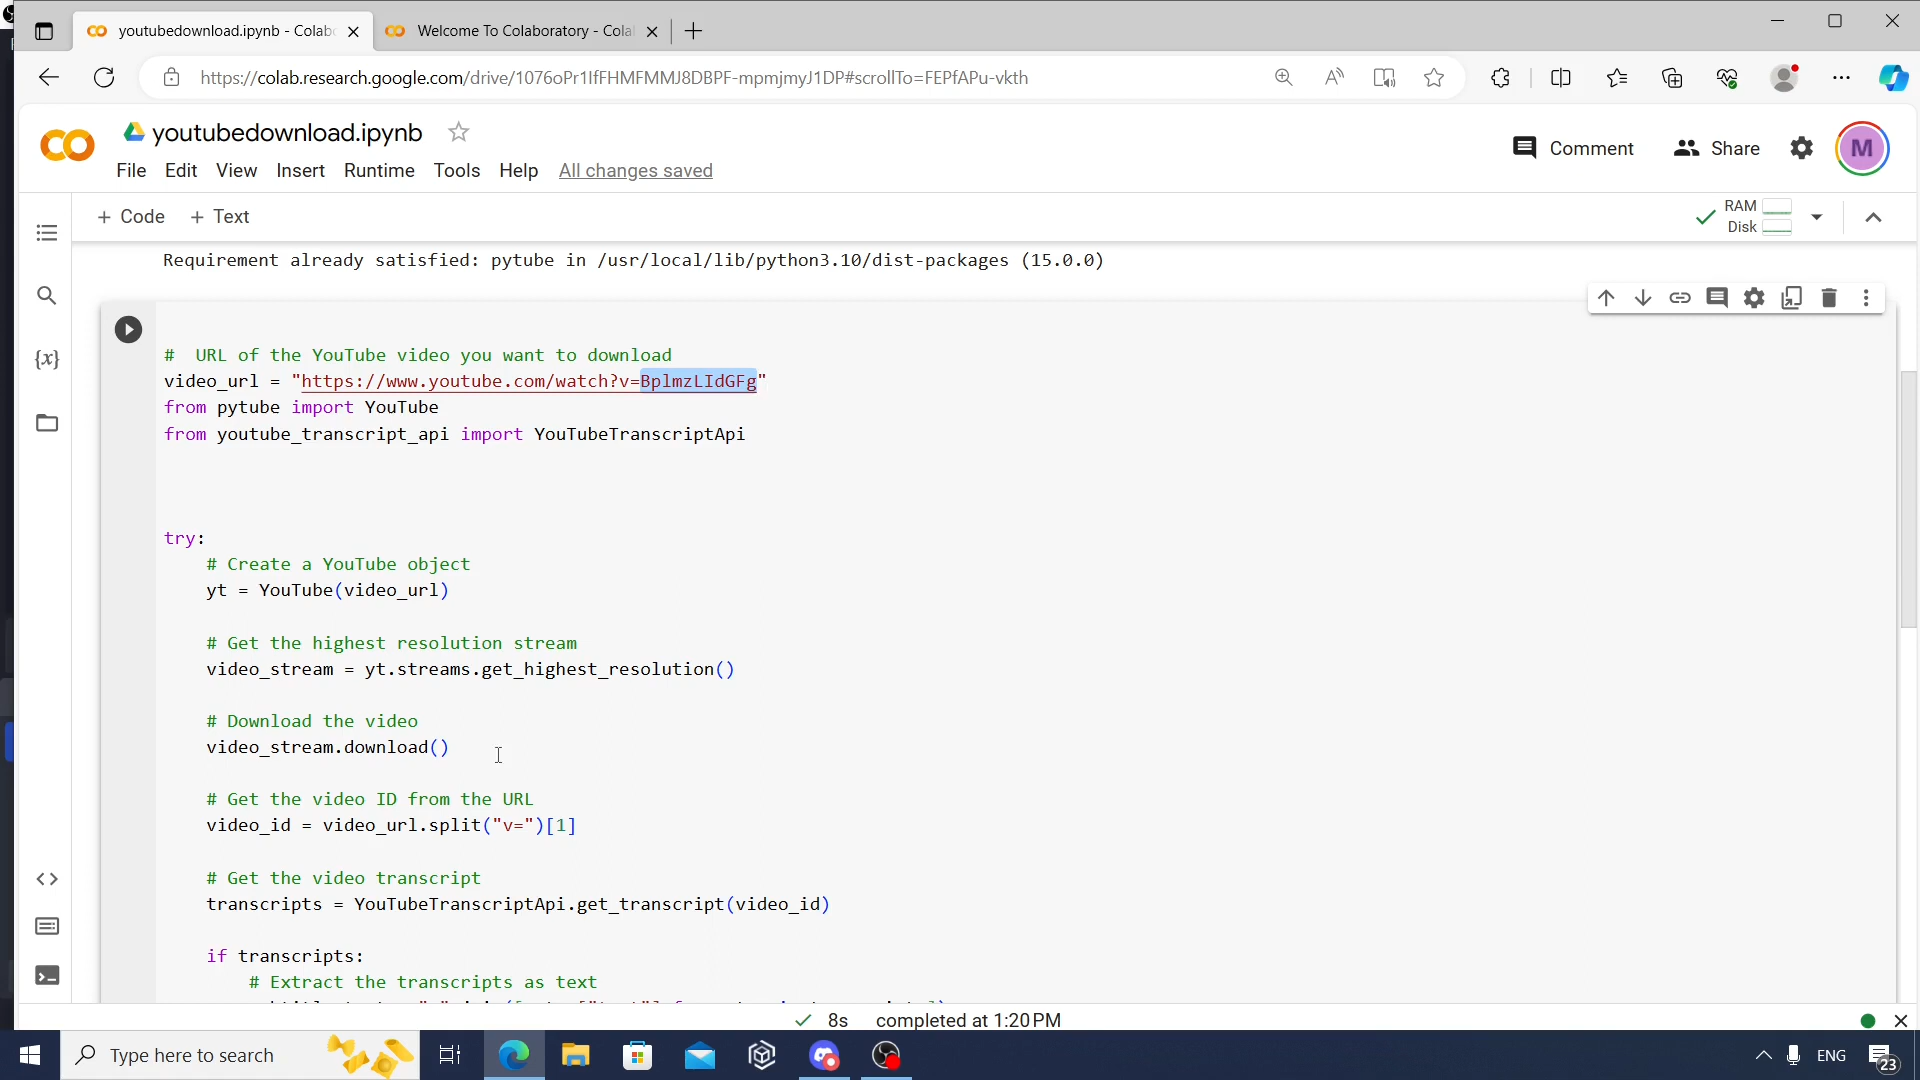 youtubedownload.ipynb - Colab
Welcome To Colaboratory - Cola
https://colab.research.google.com/drive/1076oPr1IfFHMFMMJ8DBPF-mpmjmyJ1DP#scrollTo=FEPfAPu-vkth
youtubedownload.ipynb
Comment
Share
M
File Edit View Insert Runtime Tools Help All changes saved
+ Code + Text
RAM
Disk
Requirement already satisfied: pytube in /usr/local/lib/python3.10/dist-packages (15.0.0)
{x}
# URL of the YouTube video you want to download
video_url = "https://www.youtube.com/watch?v=BplmzLIdGFg"
from pytube import YouTube
from youtube_transcript_api import YouTubeTranscriptApi
try:
# Create a YouTube object
yt = YouTube(video_url)
# Get the highest resolution stream
video_stream = yt.streams.get_highest_resolution()
# Download the video
video_stream.download()
# Get the video ID from the URL
video_id = video_url.split("v=")[1]
# Get the video transcript
transcripts = YouTubeTranscriptApi.get_transcript(video_id)
if transcripts:
# Extract the transcripts as text
8s completed at 1:20 PM
Type here to search
ENG
23